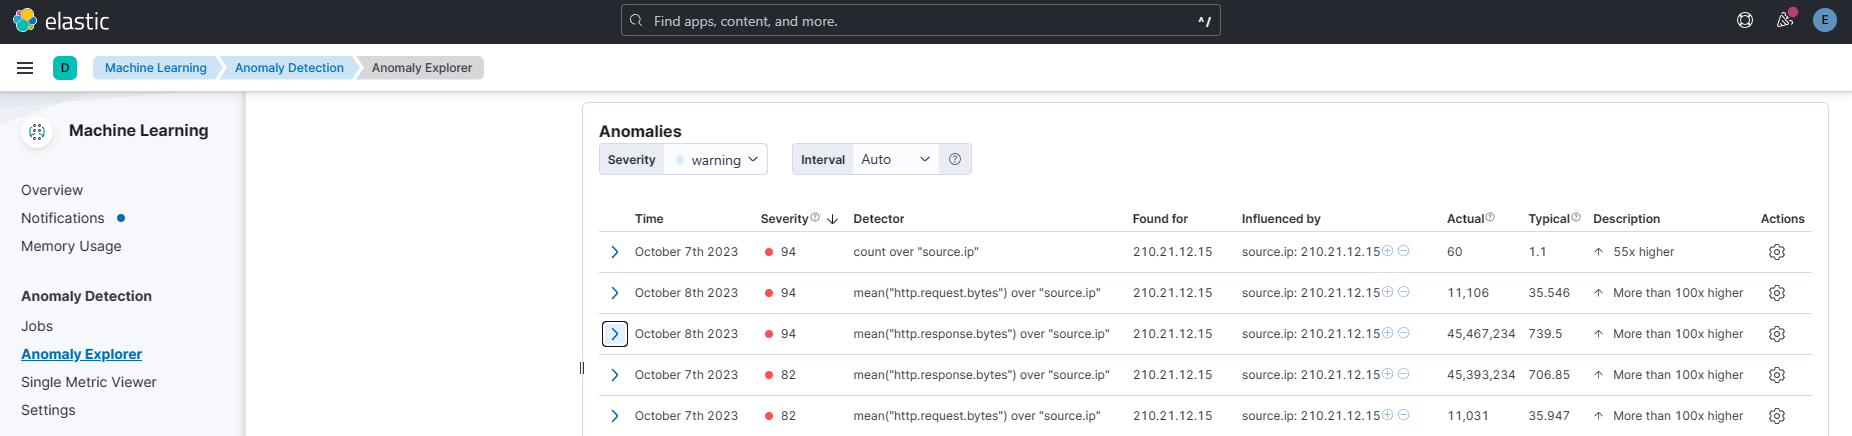 elastic
Find apps, content, and more.
^/
E
D
Machine Learning
Anomaly Detection
Anomaly Explorer
Machine Learning
Overview
Notifications
Memory Usage
Anomaly Detection
Jobs
Anomaly Explorer
Single Metric Viewer
Settings
Anomalies
Severity warning
Interval Auto
Time Severity Detector Found for Influenced by Actual Typical Description Actions
October 7th 2023 94 count over "source.ip" 210.21.12.15 source.ip: 210.21.12.15 60 1.1 ↑ 55x higher
October 8th 2023 94 mean("http.request.bytes") over "source.ip" 210.21.12.15 source.ip: 210.21.12.15 11,106 35.546 ↑ More than 100x higher
October 8th 2023 94 mean("http.response.bytes") over "source.ip" 210.21.12.15 source.ip: 210.21.12.15 45,467,234 739.5 ↑ More than 100x higher
October 7th 2023 82 mean("http.response.bytes") over "source.ip" 210.21.12.15 source.ip: 210.21.12.15 45,393,234 706.85 ↑ More than 100x higher
October 7th 2023 82 mean("http.request.bytes") over "source.ip" 210.21.12.15 source.ip: 210.21.12.15 11,031 35.947 ↑ More than 100x higher